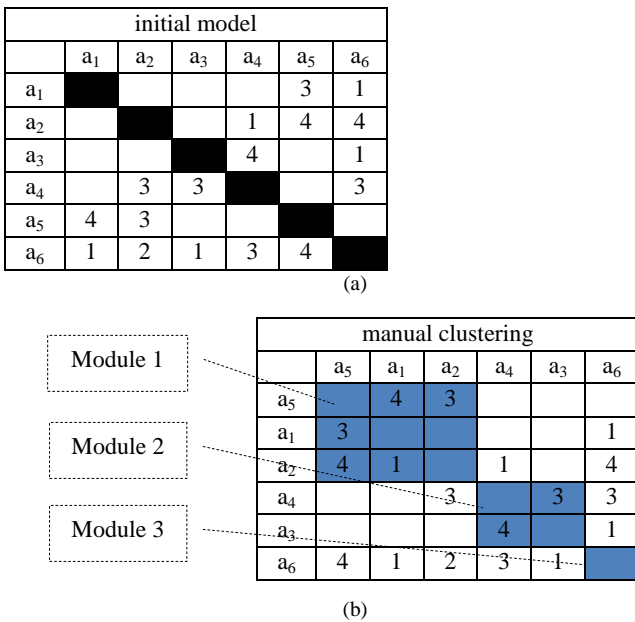 initial model
a₁ a₂ a₃ a₄ a₅ a₆
a₁ 3 1
a₂ 1 4 4
a₃ 4 1
a₄ 3 3 3
a₅ 4 3
a₆ 1 2 1 3 4
(a)
manual clustering
Module 1
a₅ a₁ a₂ a₄ a₃ a₆
a₅ 4 3
a₁ 3 1
Module 2
a₂ 4 1 1 4
a₄ 3 3 3
Module 3
a₃ 4 1
a₆ 4 1 2 3 1
(b)